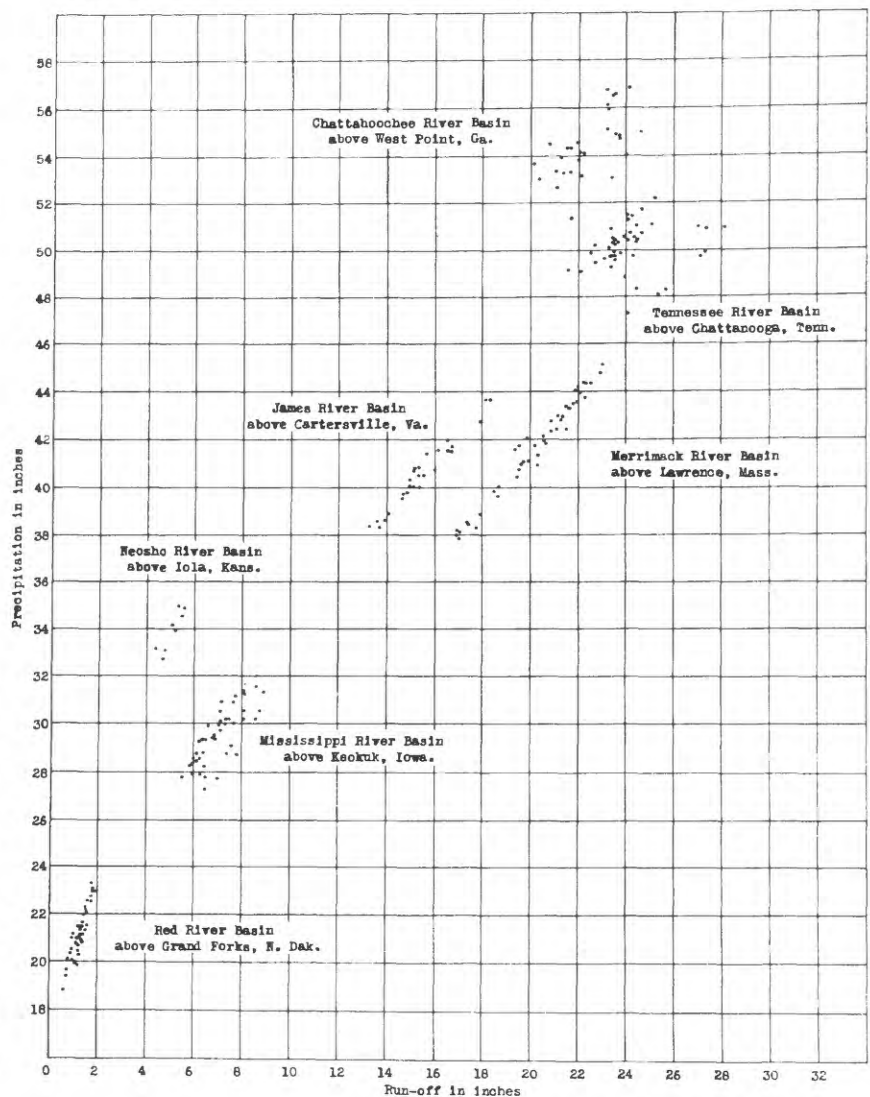 58
56
54
52
50
48
46
44
42
40
38
36
34
32
30
28
26
24
22
20
18
Precipitation in inches
Chattahoochee River Basin
above West Point, Ga.
Tennessee River Basin
above Chattanooga, Tenn.
James River Basin
above Cartersville, Va.
Merrimack River Basin
above Lawrence, Mass.
Neosho River Basin
above Iola, Kans.
Mississippi River Basin
above Keokuk, Iowa.
Red River Basin
above Grand Forks, N. Dak.
0 2 4 6 8 10 12 14 16 18 20 22 24 26 28 30 32 34
Run-off in inches